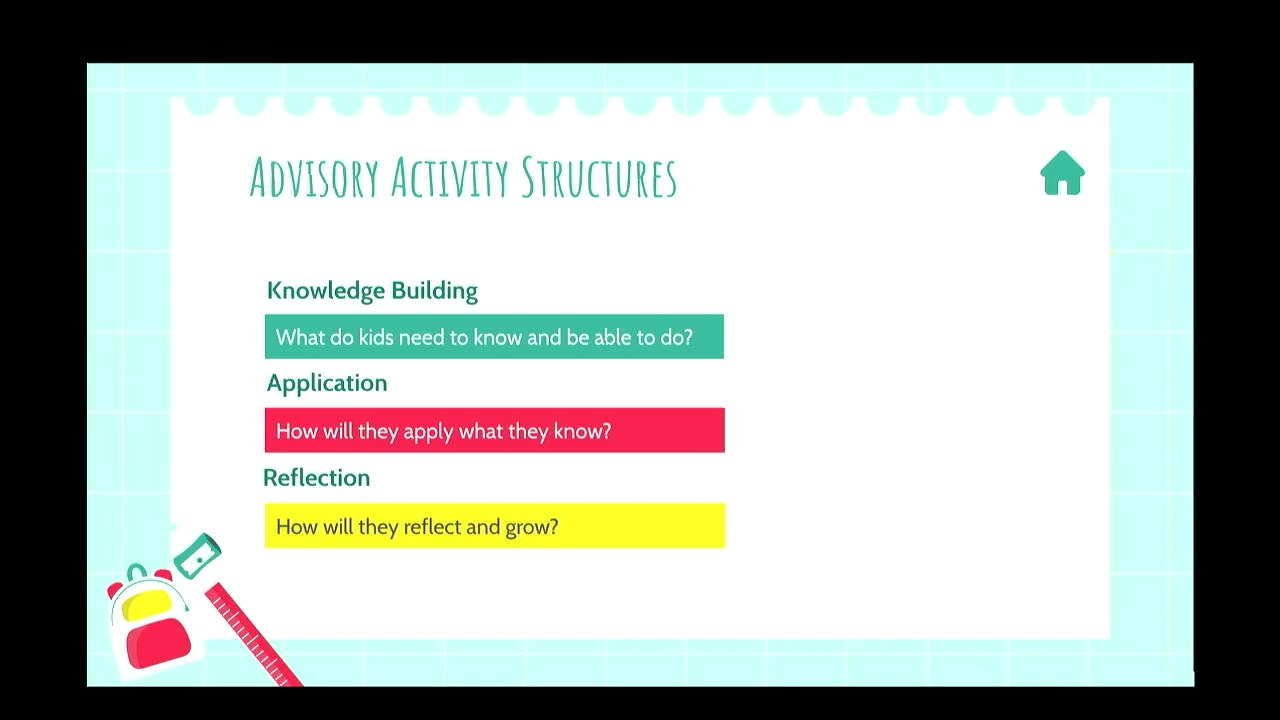 Advisory Activity Structures
Knowledge Building
What do kids need to know and be able to do?
Application
How will they apply what they know?
Reflection
How will they reflect and grow?